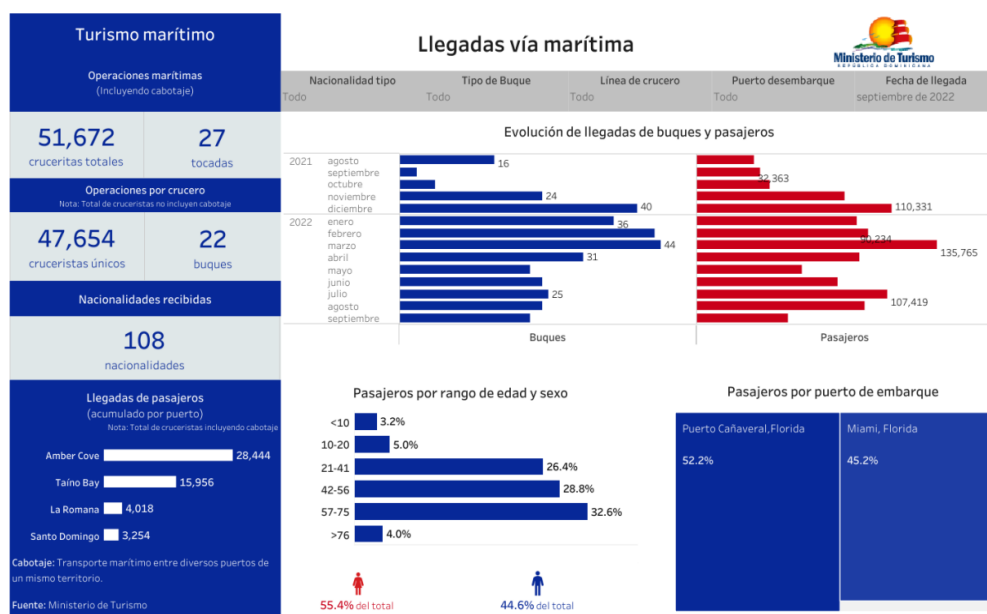 Turismo marítimo
Operaciones marítimas
(Incluyendo cabotaje)
51,672
cruceritas totales
27
tocadas
Operaciones por crucero
Nota: Total de cruceristas no incluyen cabotaje
47,654
cruceristas únicos
22
buques
Nacionalidades recibidas
108
nacionalidades
Llegadas de pasajeros
(acumulado por puerto)
Nota: Total de cruceristas incluyendo cabotaje
Amber Cove 28,444
Taíno Bay 15,956
La Romana 4,018
Santo Domingo 3,254
Cabotaje: Transporte marítimo entre diversos puertos de
un mismo territorio.
Fuente: Ministerio de Turismo
Llegadas vía marítima
Ministerio de Turismo
REPÚBLICA DOMINICANA
Nacionalidad tipo Tipo de Buque Línea de crucero Puerto desembarque Fecha de llegada
Todo Todo Todo Todo septiembre de 2022
Evolución de llegadas de buques y pasajeros
2021 agosto 16
septiembre
octubre 32,363
noviembre 24
diciembre 40 110,331
2022 enero 36
febrero 90,234
marzo 44 135,765
abril 31
mayo
junio
julio 25 107,419
agosto
septiembre
Buques Pasajeros
Pasajeros por rango de edad y sexo
<10 3.2%
10-20 5.0%
21-41 26.4%
42-56 28.8%
57-75 32.6%
>76 4.0%
55.4% del total 44.6% del total
Pasajeros por puerto de embarque
Puerto Cañaveral,Florida
52.2%
Miami, Florida
45.2%